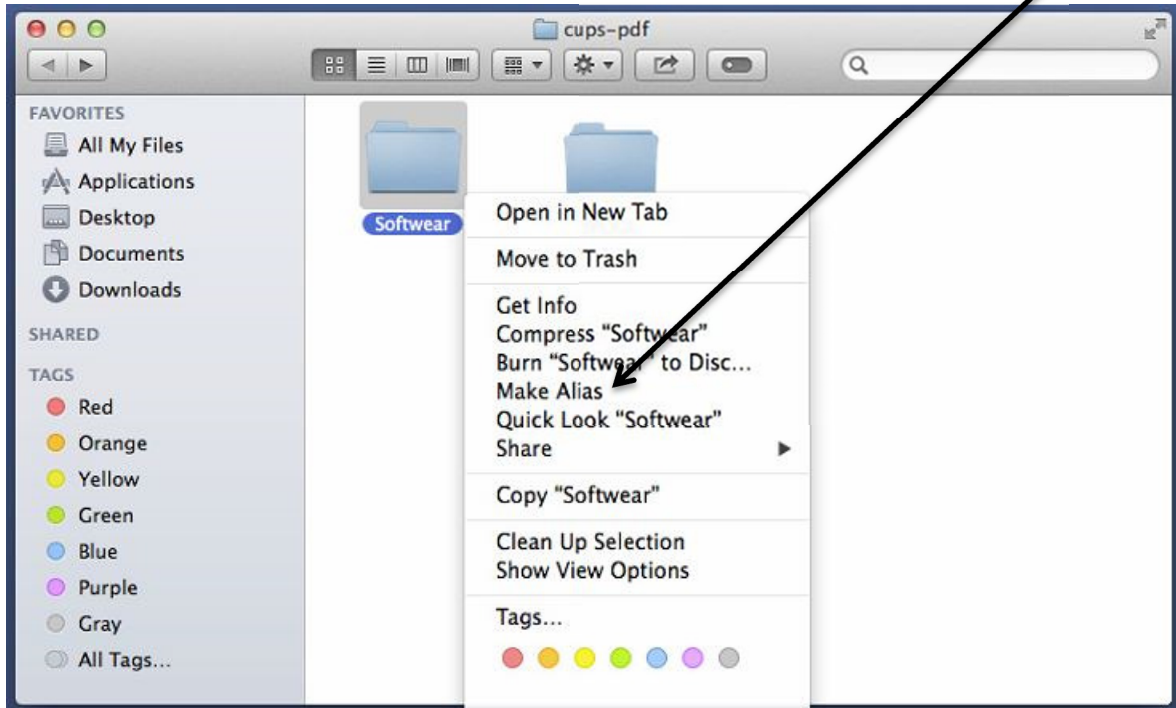 cups-pdf
FAVORITES
All My Files
Applications
Desktop
Documents
Downloads
SHARED
TAGS
Red
Orange
Yellow
Green
Blue
Purple
Gray
All Tags...
Softwear
Open in New Tab
Move to Trash
Get Info
Compress “Softwear”
Burn “Softwear” to Disc...
Make Alias
Quick Look “Softwear”
Share
Copy “Softwear”
Clean Up Selection
Show View Options
Tags...